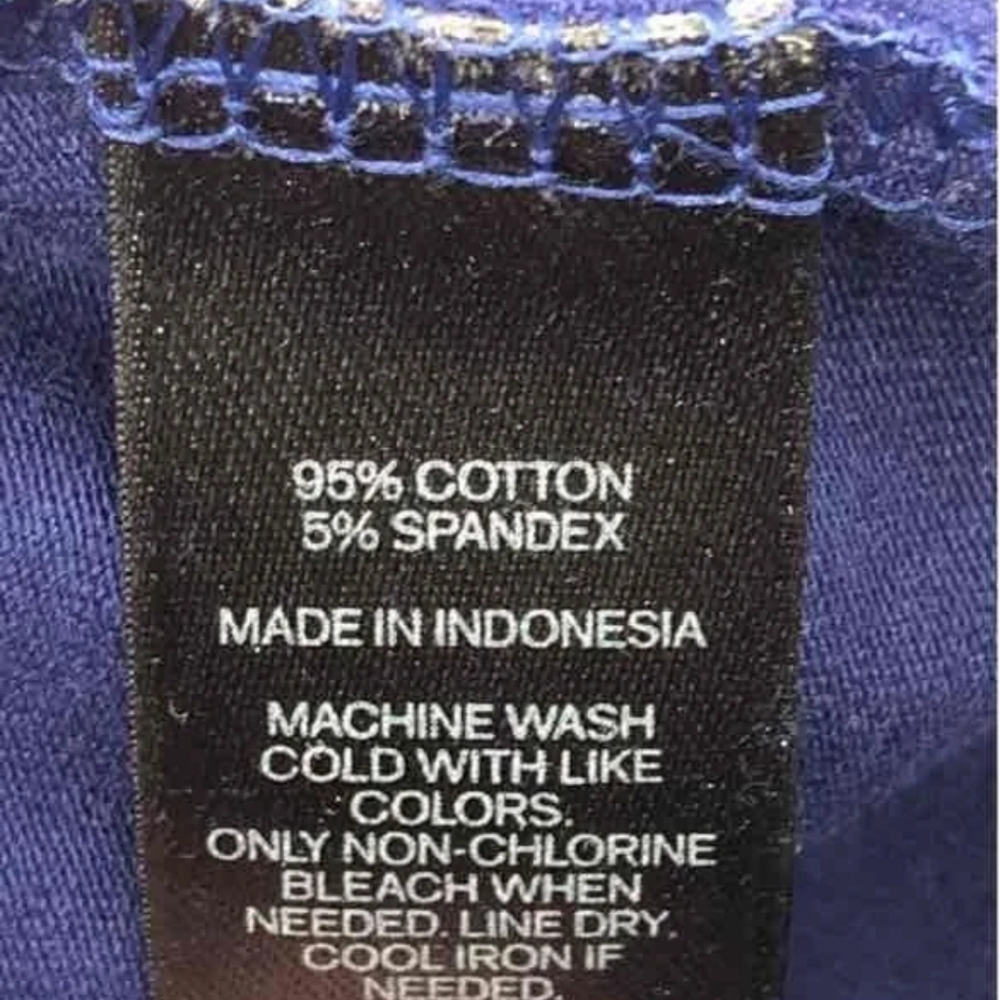 95% COTTON
5% SPANDEX
MADE IN INDONESIA
MACHINE WASH
COLD WITH LIKE
COLORS.
ONLY NON-CHLORINE
BLEACH WHEN
NEEDED. LINE DRY.
COOL IRON IF
NEEDED.